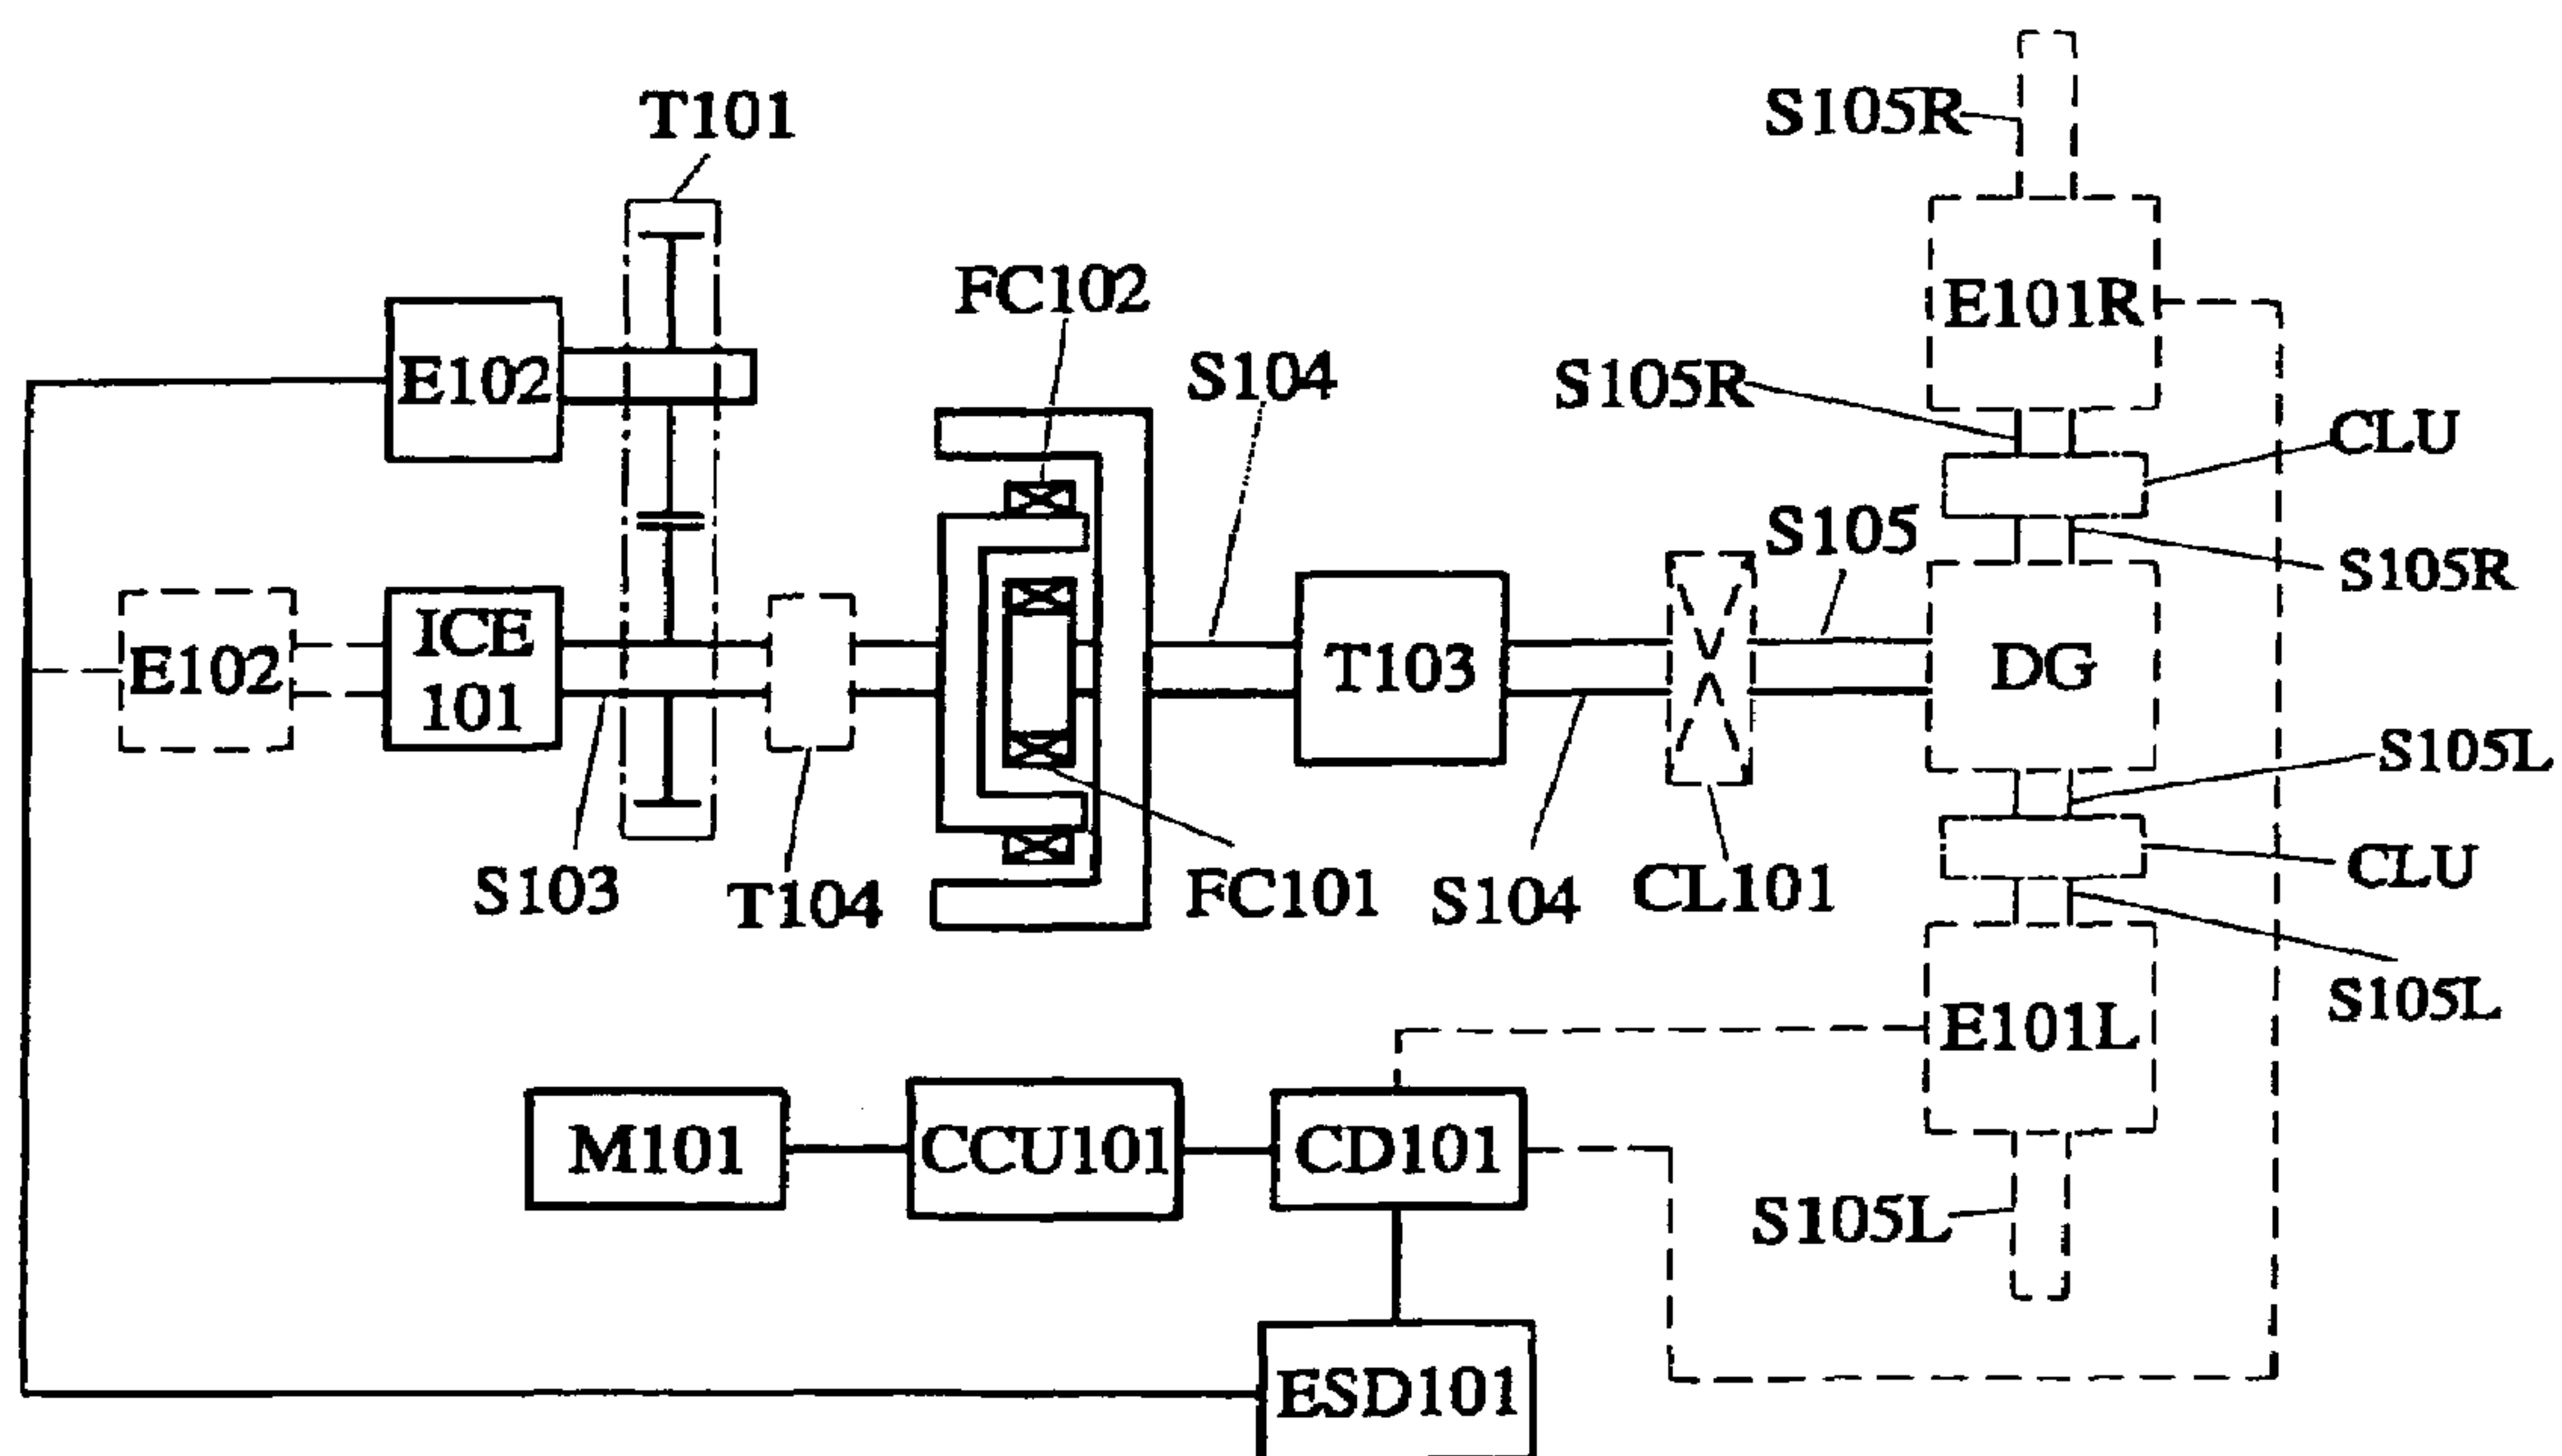 T101
S105R
FC102
E101R
E102
S104
S105R
CLU
S105
S105R
ICE
101
E102
T103
DG
S105L
S103
T104
FC101
S104
CL101
CLU
S105L
E101L
M101
CCU101
CD101
S105L
ESD101